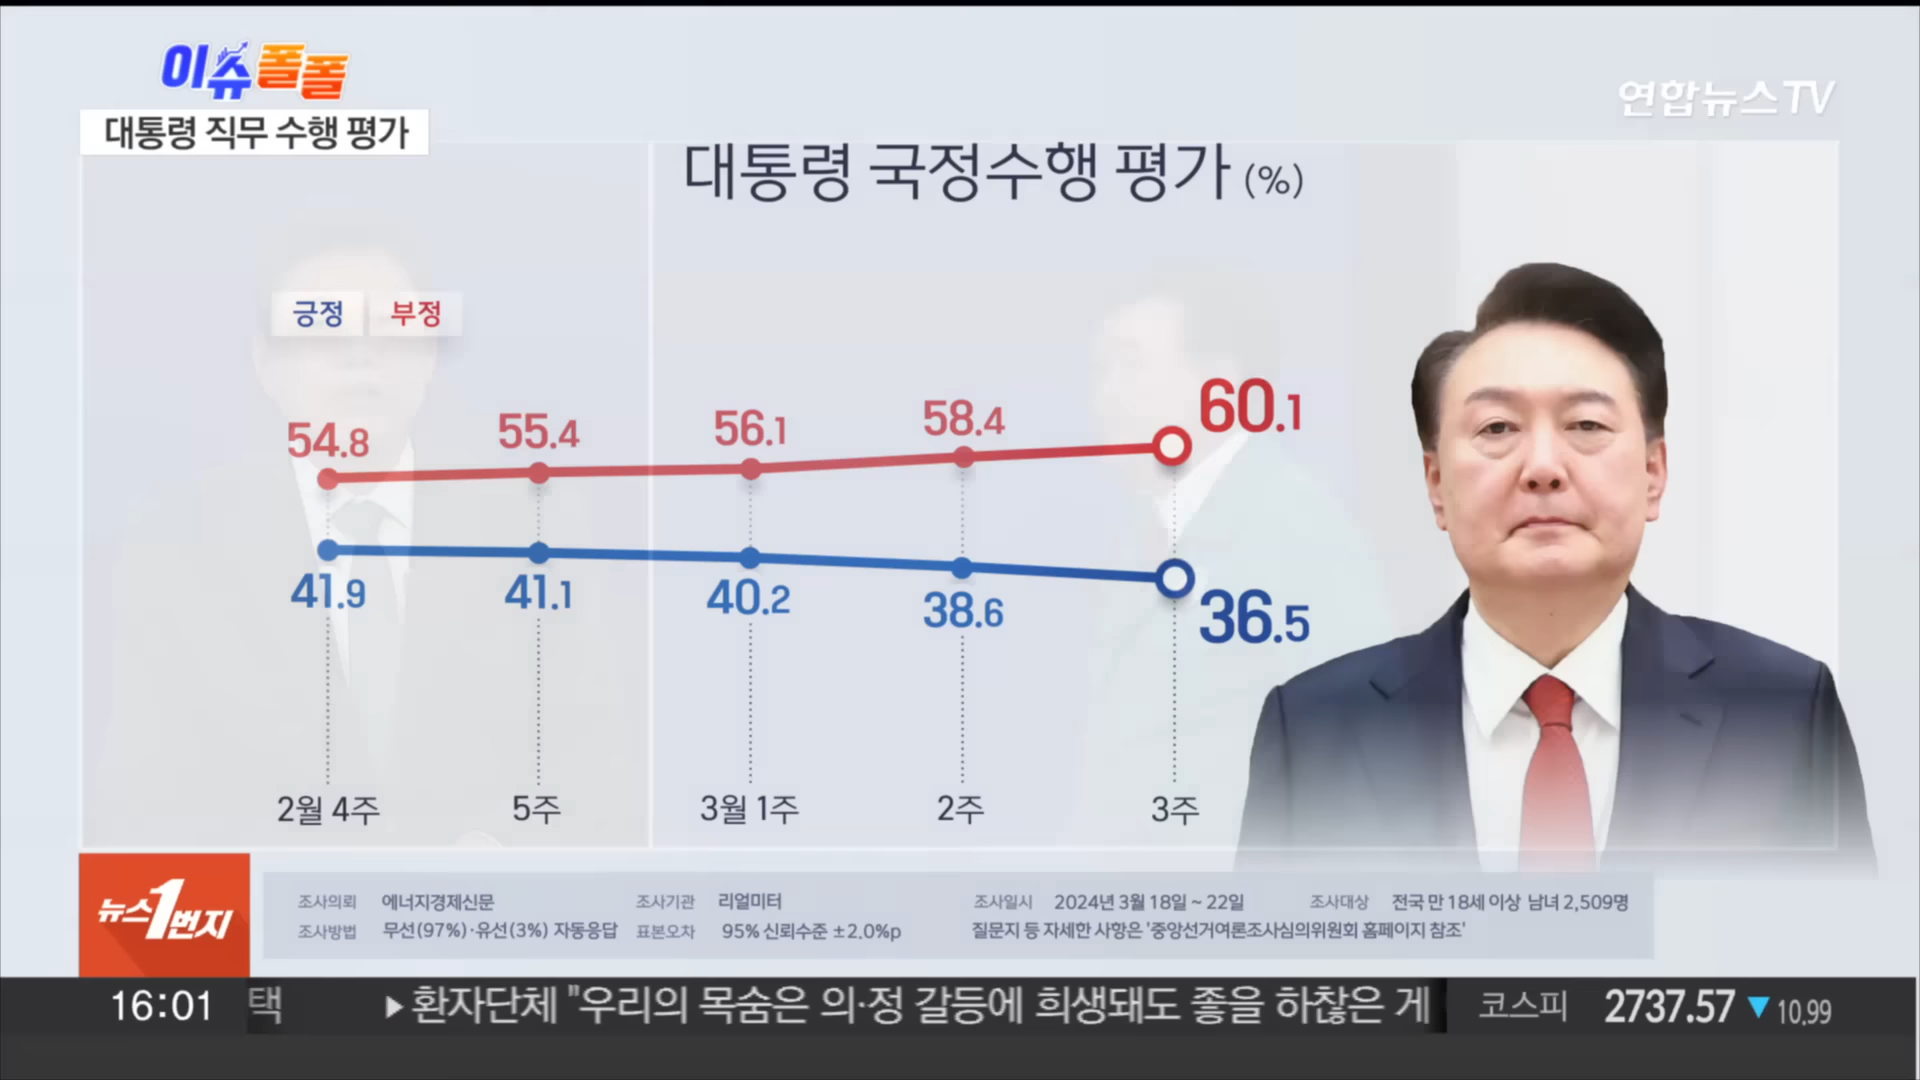 이슈폴폴
연합뉴스TV
대통령 직무 수행 평가
대통령 국정수행 평가 (%)
긍정 부정
54.8 55.4 56.1 58.4 60.1
41.9 41.1 40.2 38.6 36.5
2월 4주 5주 3월 1주 2주 3주
뉴스1번지
조사의뢰 에너지경제신문 조사기관 리얼미터 조사일시 2024년 3월 18일 ~ 22일 조사대상 전국 만 18세 이상 남녀 2,509명
조사방법 무선(97%)·유선(3%) 자동응답 표본오차 95% 신뢰수준 ±2.0%p 질문지 등 자세한 사항은 '중앙선거여론조사심의위원회 홈페이지 참조'
16:01 택 ▶환자단체 "우리의 목숨은 의·정 갈등에 희생돼도 좋을 하찮은 게 코스피 2737.57 ▼ 10.99